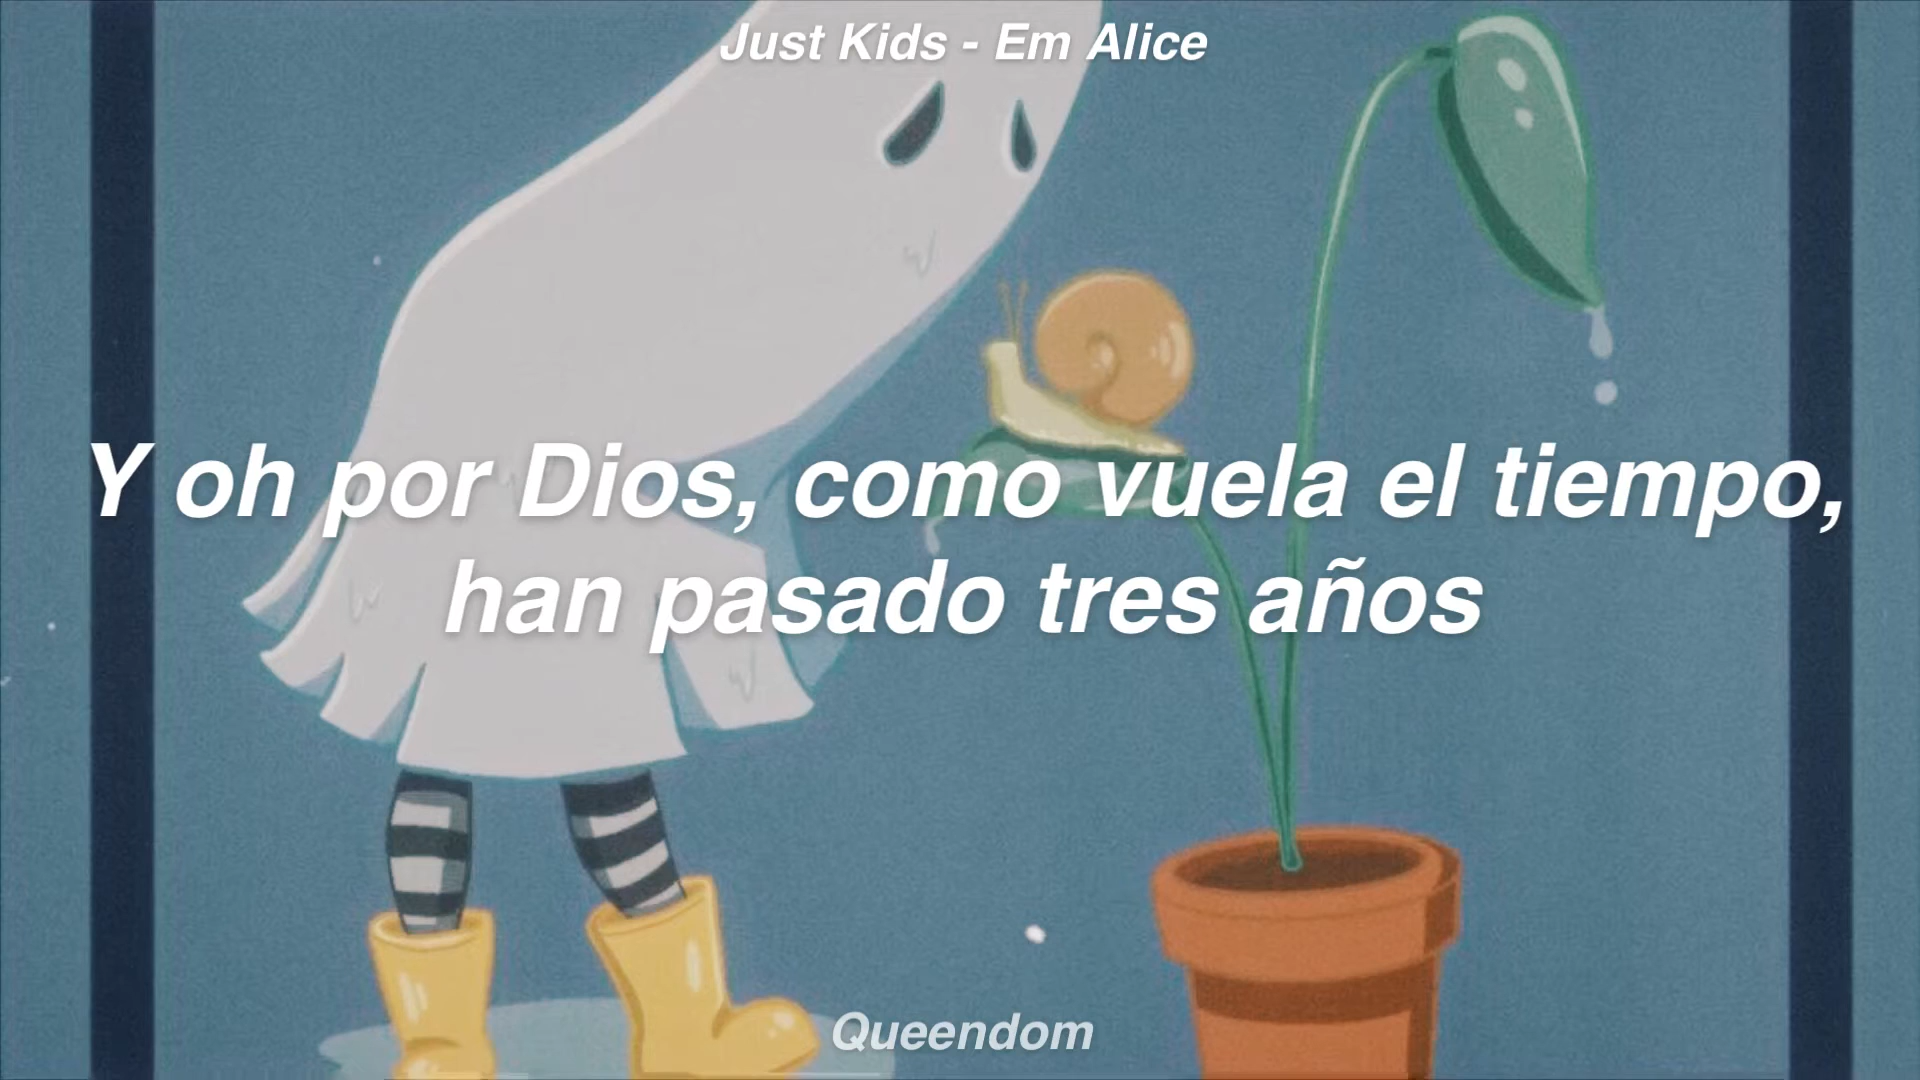 Just Kids - Em Alice
Y oh por Dios, como vuela el tiempo,
han pasado tres años
Queendom